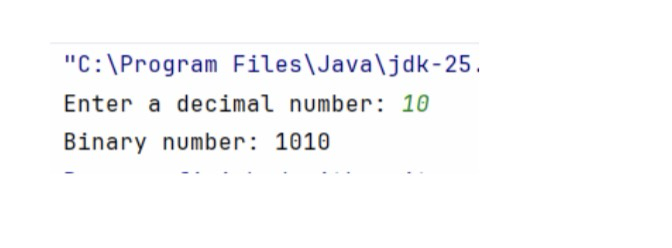 "C:\Program Files\Java\jdk-25.
Enter a decimal number: 10
Binary number: 1010